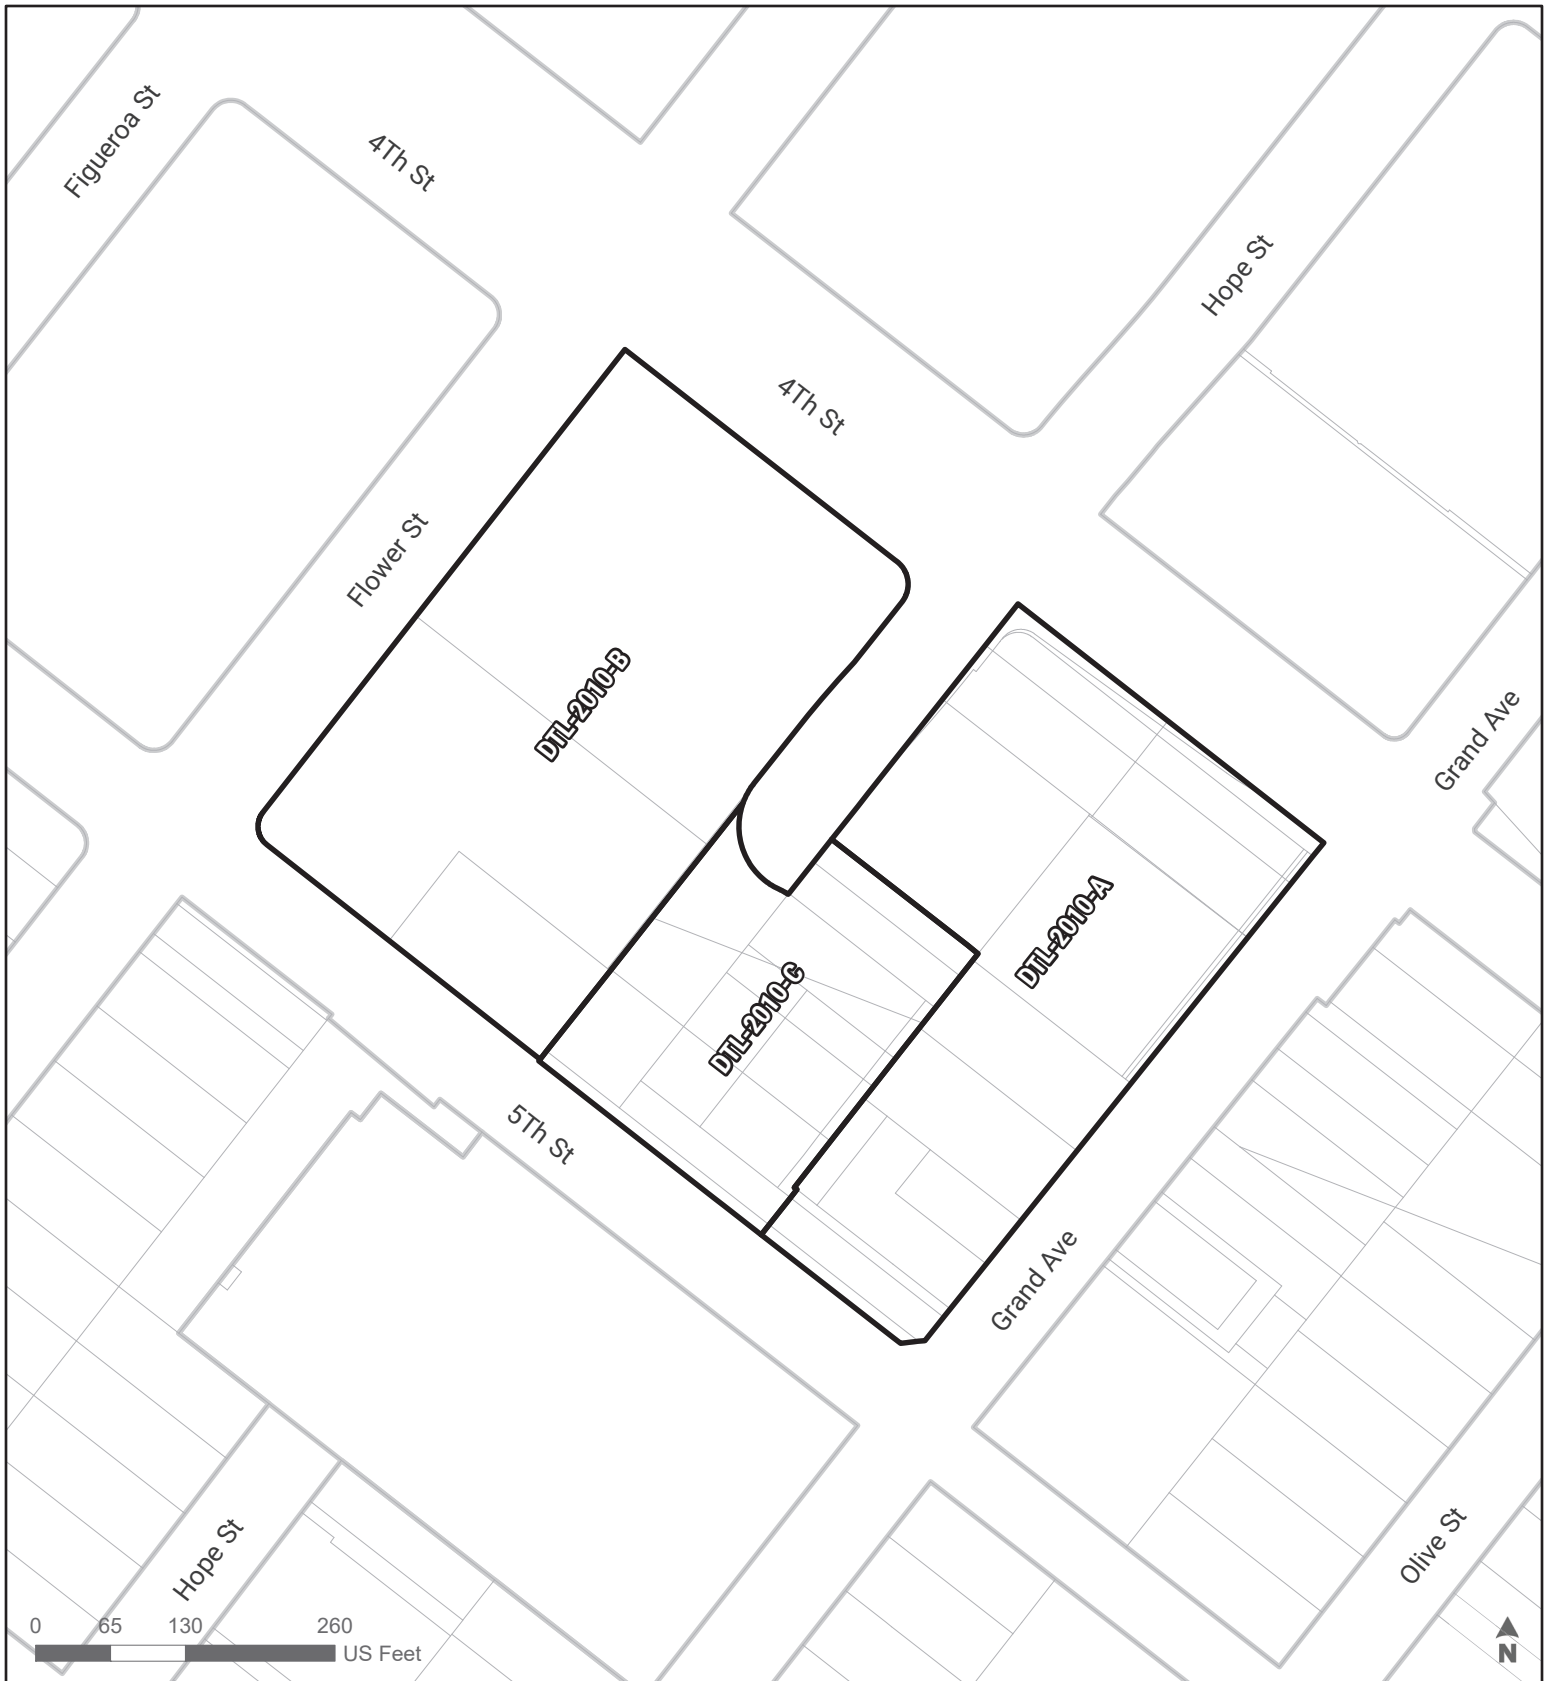 Figueroa St
4Th St
Hope St
4Th St
Flower St
DTL-2010-B
Grand Ave
DTL-2010-A
DTL-2010-C
5Th St
Grand Ave
Hope St
Olive St
0 65 130 260
US Feet
N